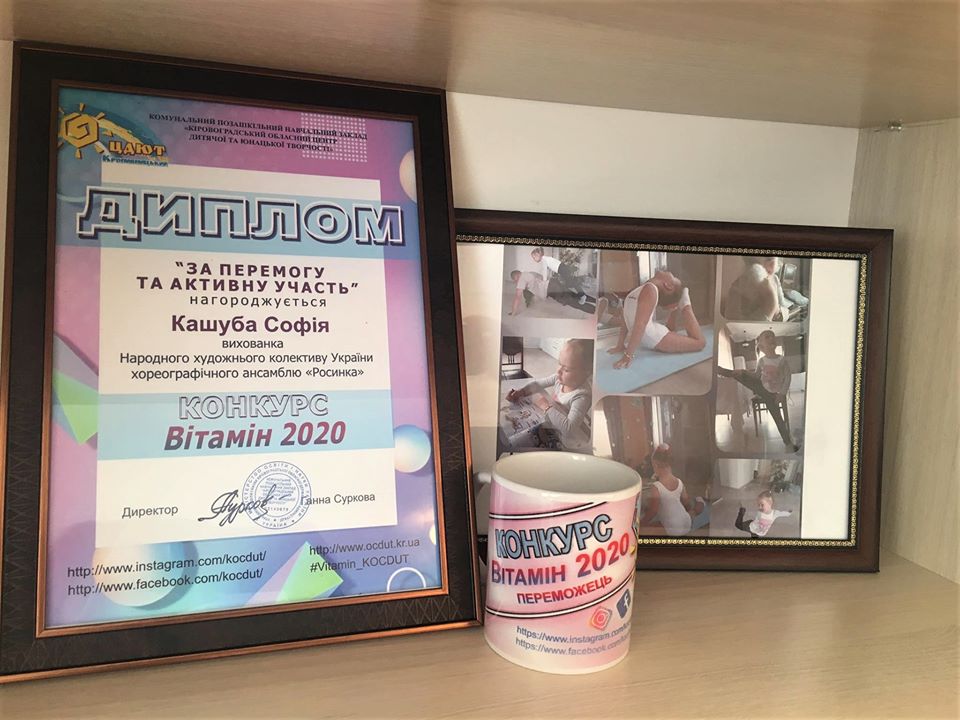 ЦДЮТ
Кропивницький
КОМУНАЛЬНИЙ ПОЗАШКІЛЬНИЙ НАВЧАЛЬНИЙ ЗАКЛАД
«КІРОВОГРАДСЬКИЙ ОБЛАСНИЙ ЦЕНТР
ДИТЯЧОЇ ТА ЮНАЦЬКОЇ ТВОРЧОСТІ»
ДИПЛОМ
"ЗА ПЕРЕМОГУ
ТА АКТИВНУ УЧАСТЬ"
нагороджується
Кашуба Софія
вихованка
Народного художнього колективу України
хореографічного ансамблю «Росинка»
КОНКУРС
Вітамін 2020
Директор
Ганна Суркова
http://www.instagram.com/kocdut/
http://www.facebook.com/kocdut/
http://www.ocdut.kr.ua
#Vitamin_KOCDUT
КОНКУРС
ВІТАМІН 2020
ПЕРЕМОЖЕЦЬ
https://www.instagram.com/
https://www.facebook.com/